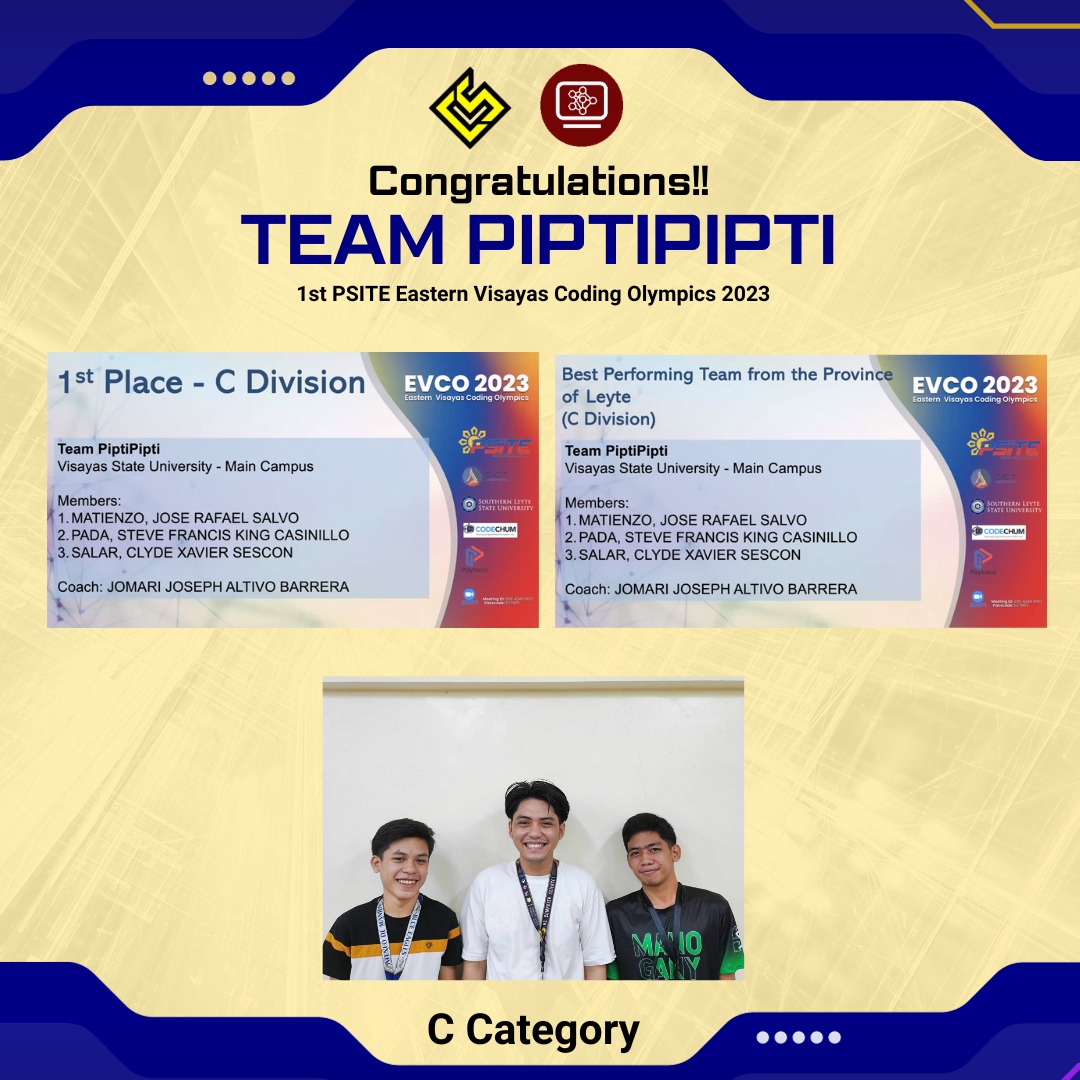 Congratulations!!
TEAM PIPTIPIPTI
1st PSITE Eastern Visayas Coding Olympics 2023
1st Place - C Division
EVCO 2023
Eastern Visayas Coding Olympics
Team PiptiPipti
Visayas State University - Main Campus
Members:
1. MATIENZO, JOSE RAFAEL SALVO
2. PADA, STEVE FRANCIS KING CASINILLO
3. SALAR, CLYDE XAVIER SESCON
Coach: JOMARI JOSEPH ALTIVO BARRERA
PSITE
SOUTHERN LEYTE
STATE UNIVERSITY
CODECHUM
Best Performing Team from the Province
of Leyte
(C Division)
EVCO 2023
Eastern Visayas Coding Olympics
Team PiptiPipti
Visayas State University - Main Campus
Members:
1. MATIENZO, JOSE RAFAEL SALVO
2. PADA, STEVE FRANCIS KING CASINILLO
3. SALAR, CLYDE XAVIER SESCON
Coach: JOMARI JOSEPH ALTIVO BARRERA
PSITE
SOUTHERN LEYTE
STATE UNIVERSITY
CODECHUM
GANY
C Category